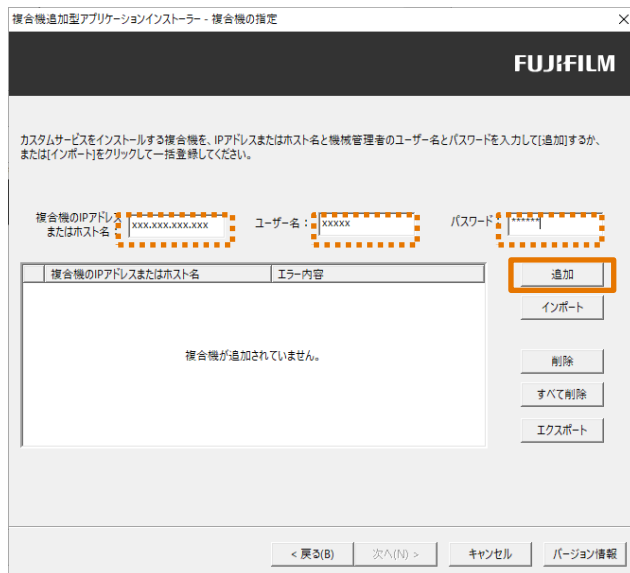 複合機追加型アプリケーションインストーラー - 複合機の指定
FUJIFILM
カスタムサービスをインストールする複合機を、IPアドレスまたはホスト名と機械管理者のユーザー名とパスワードを入力して[追加]するか、
または[インポート]をクリックして一括登録してください。
複合機のIPアドレス
またはホスト名：
xxx.xxx.xxx.xxx
ユーザー名：
xxxxx
パスワード：
******
複合機のIPアドレスまたはホスト名
エラー内容
複合機が追加されていません。
追加
インポート
削除
すべて削除
エクスポート
< 戻る(B)
次へ(N) >
キャンセル
バージョン情報